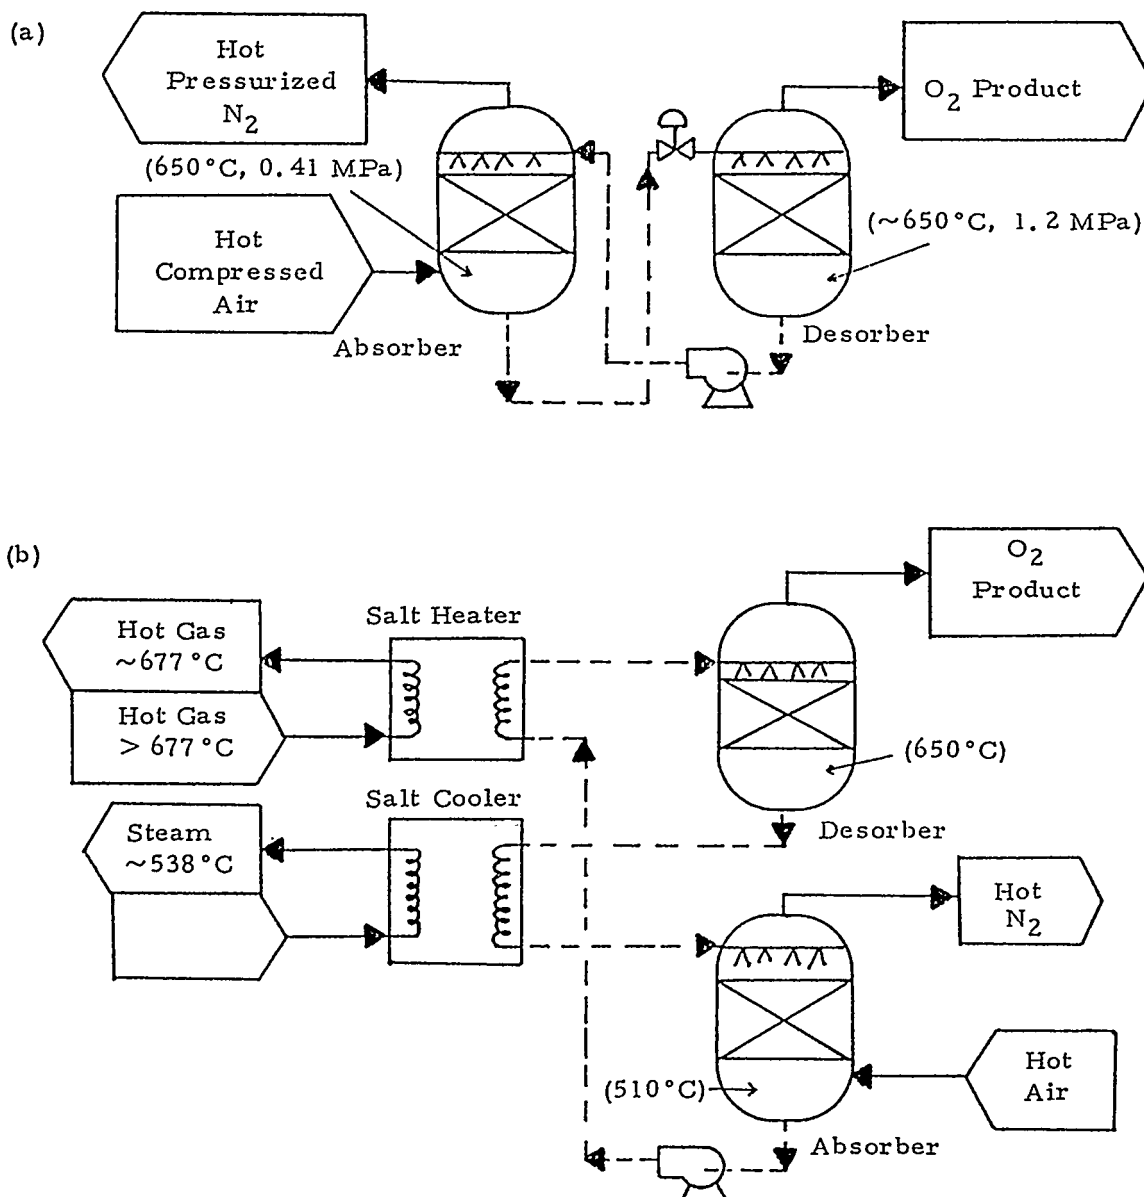 (a)
Hot
Pressurized
N2
(650°C, 0.41 MPa)
Hot
Compressed
Air
Absorber
O2 Product
(~650°C, 1.2 MPa)
Desorber
(b)
Hot Gas
~677°C
Hot Gas
> 677°C
Salt Heater
Steam
~538°C
Salt Cooler
O2
Product
(650°C)
Desorber
Hot
N2
Hot
Air
(510°C)
Absorber